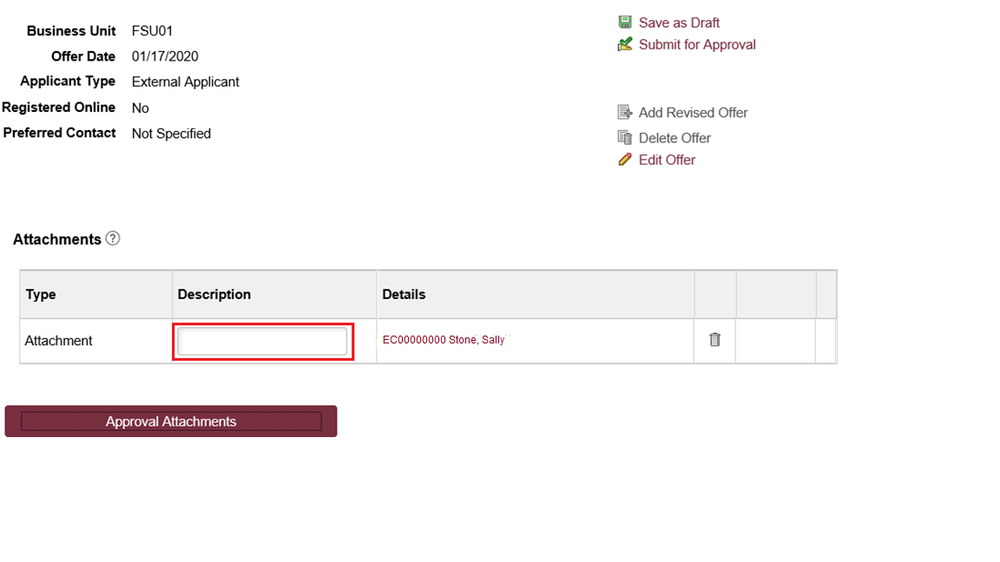 Business Unit FSU01
Offer Date 01/17/2020
Applicant Type External Applicant
Registered Online No
Preferred Contact Not Specified
Save as Draft
Submit for Approval
Add Revised Offer
Delete Offer
Edit Offer
Attachments ?
Type Description Details
Attachment EC00000000 Stone, Sally
Approval Attachments